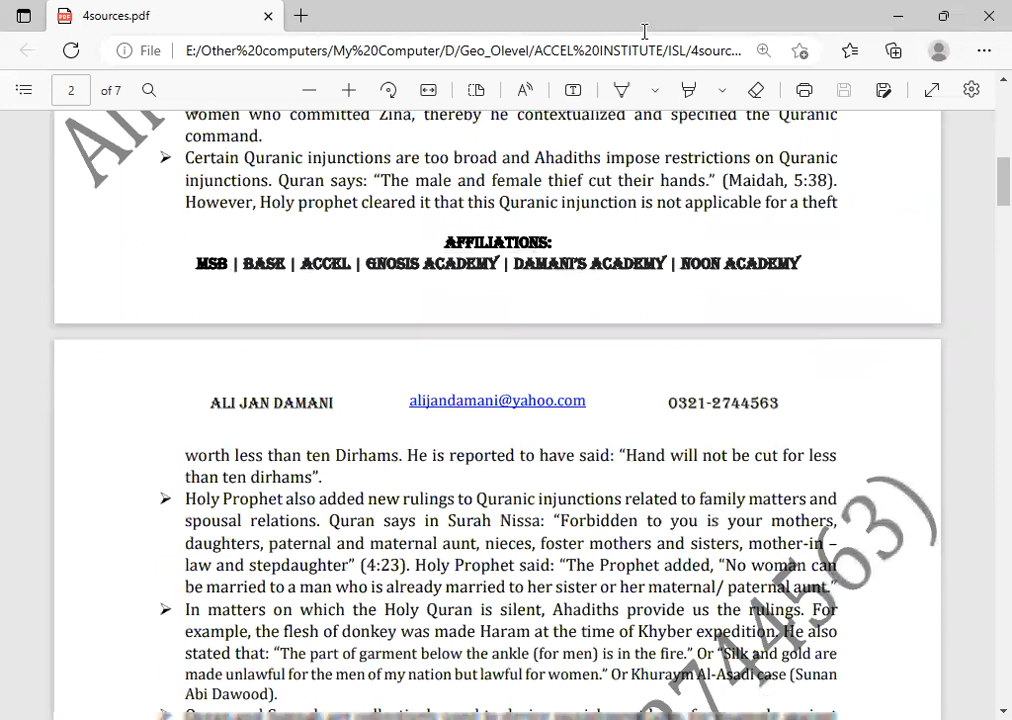 4sources.pdf
File
E:/Other%20computers/My%20Computer/D/Geo_Olevel/ACCEL%20INSTITUTE/ISL/4sourc...
2 of 7
women who committed Zina, thereby he contextualized and specified the Quranic
command.
➢ Certain Quranic injunctions are too broad and Ahadiths impose restrictions on Quranic
injunctions. Quran says: “The male and female thief cut their hands.” (Maidah, 5:38).
However, Holy prophet cleared it that this Quranic injunction is not applicable for a theft
AFFILIATIONS:
MSB | BASE | ACCEL | GNOSIS ACADEMY | DAMANI'S ACADEMY | NOON ACADEMY
ALI JAN DAMANI alijandamani@yahoo.com 0321-2744563
worth less than ten Dirhams. He is reported to have said: “Hand will not be cut for less
than ten dirhams”.
➢ Holy Prophet also added new rulings to Quranic injunctions related to family matters and
spousal relations. Quran says in Surah Nissa: “Forbidden to you is your mothers,
daughters, paternal and maternal aunt, nieces, foster mothers and sisters, mother-in –
law and stepdaughter” (4:23). Holy Prophet said: “The Prophet added, “No woman can
be married to a man who is already married to her sister or her maternal/ paternal aunt.”
➢ In matters on which the Holy Quran is silent, Ahadiths provide us the rulings. For
example, the flesh of donkey was made Haram at the time of Khyber expedition. He also
stated that: “The part of garment below the ankle (for men) is in the fire.” Or “Silk and gold are
made unlawful for the men of my nation but lawful for women.” Or Khuraym Al-Asadi case (Sunan
Abi Dawood).